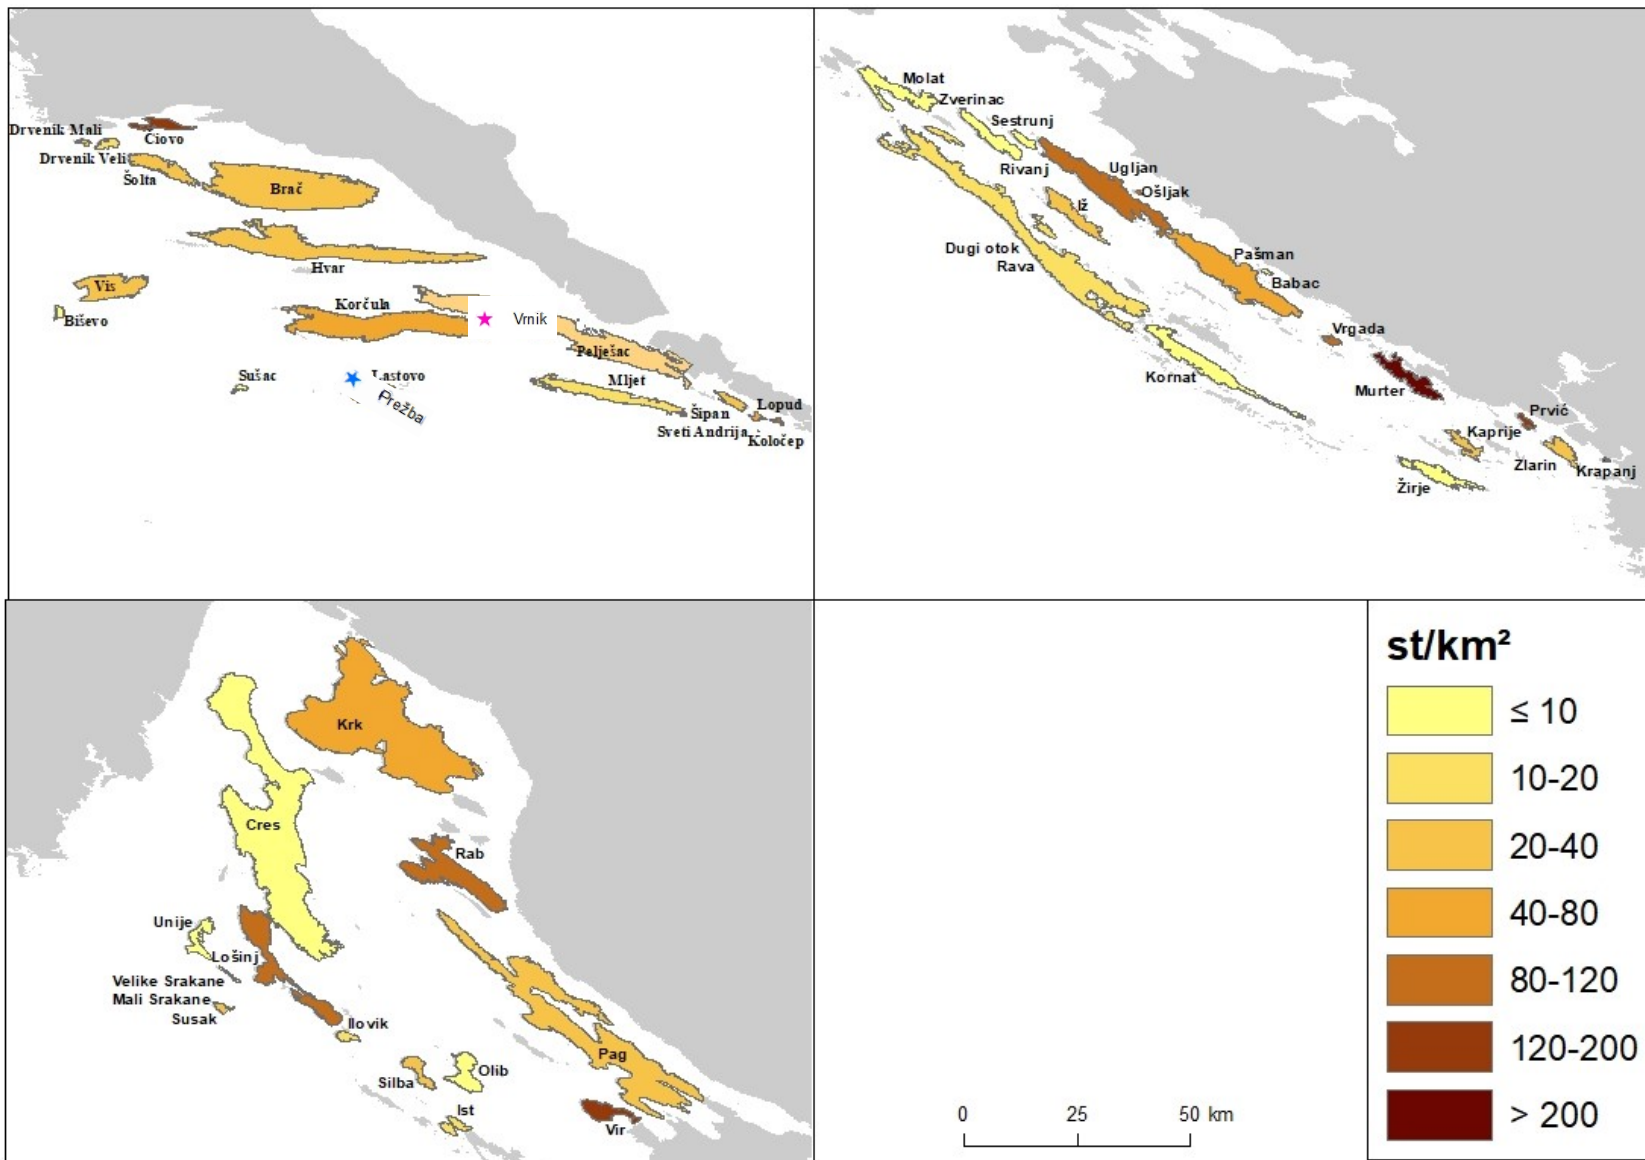 Drvenik Mali
Čiovo
Drvenik Veli
Šolta
Brač
Hvar
Vis
Biševo
Korčula
Vrnik
Pelješac
Sušac
Lastovo
Prežba
Mljet
Šipan
Lopud
Sveti Andrija
Koločep
Molat
Zverinac
Sestrunj
Rivanj
Ugljan
Ošljak
Iž
Dugi otok
Rava
Pašman
Babac
Vrgada
Kornat
Murter
Prvić
Kaprije
Zlarin
Krapanj
Žirje
Krk
Cres
Rab
Unije
Lošinj
Velike Srakane
Mali Srakane
Susak
Ilovik
Pag
Silba
Olib
Ist
Vir
0 25 50 km
st/km²
≤ 10
10-20
20-40
40-80
80-120
120-200
> 200